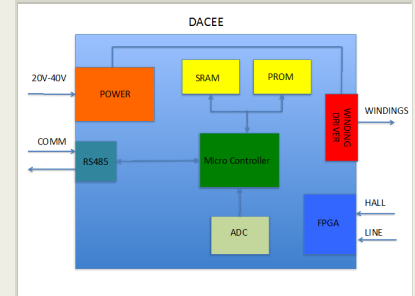 DACEE
20V-40V
POWER
SRAM
PROM
WINDING DRIVER
WINDINGS
COMM
RS485
Micro Controller
ADC
FPGA
HALL
LINE